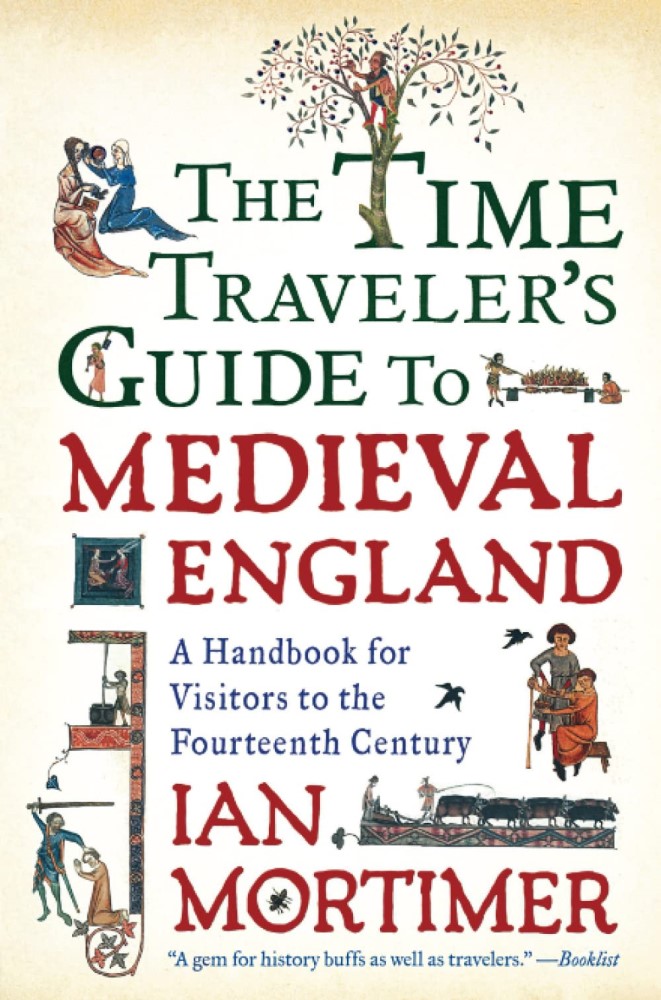 THE TIME
TRAVELER'S
GUIDE TO
MEDIEVAL
ENGLAND
A Handbook for
Visitors to the
Fourteenth Century
IAN
MORTIMER
“A gem for history buffs as well as travelers.” —Booklist